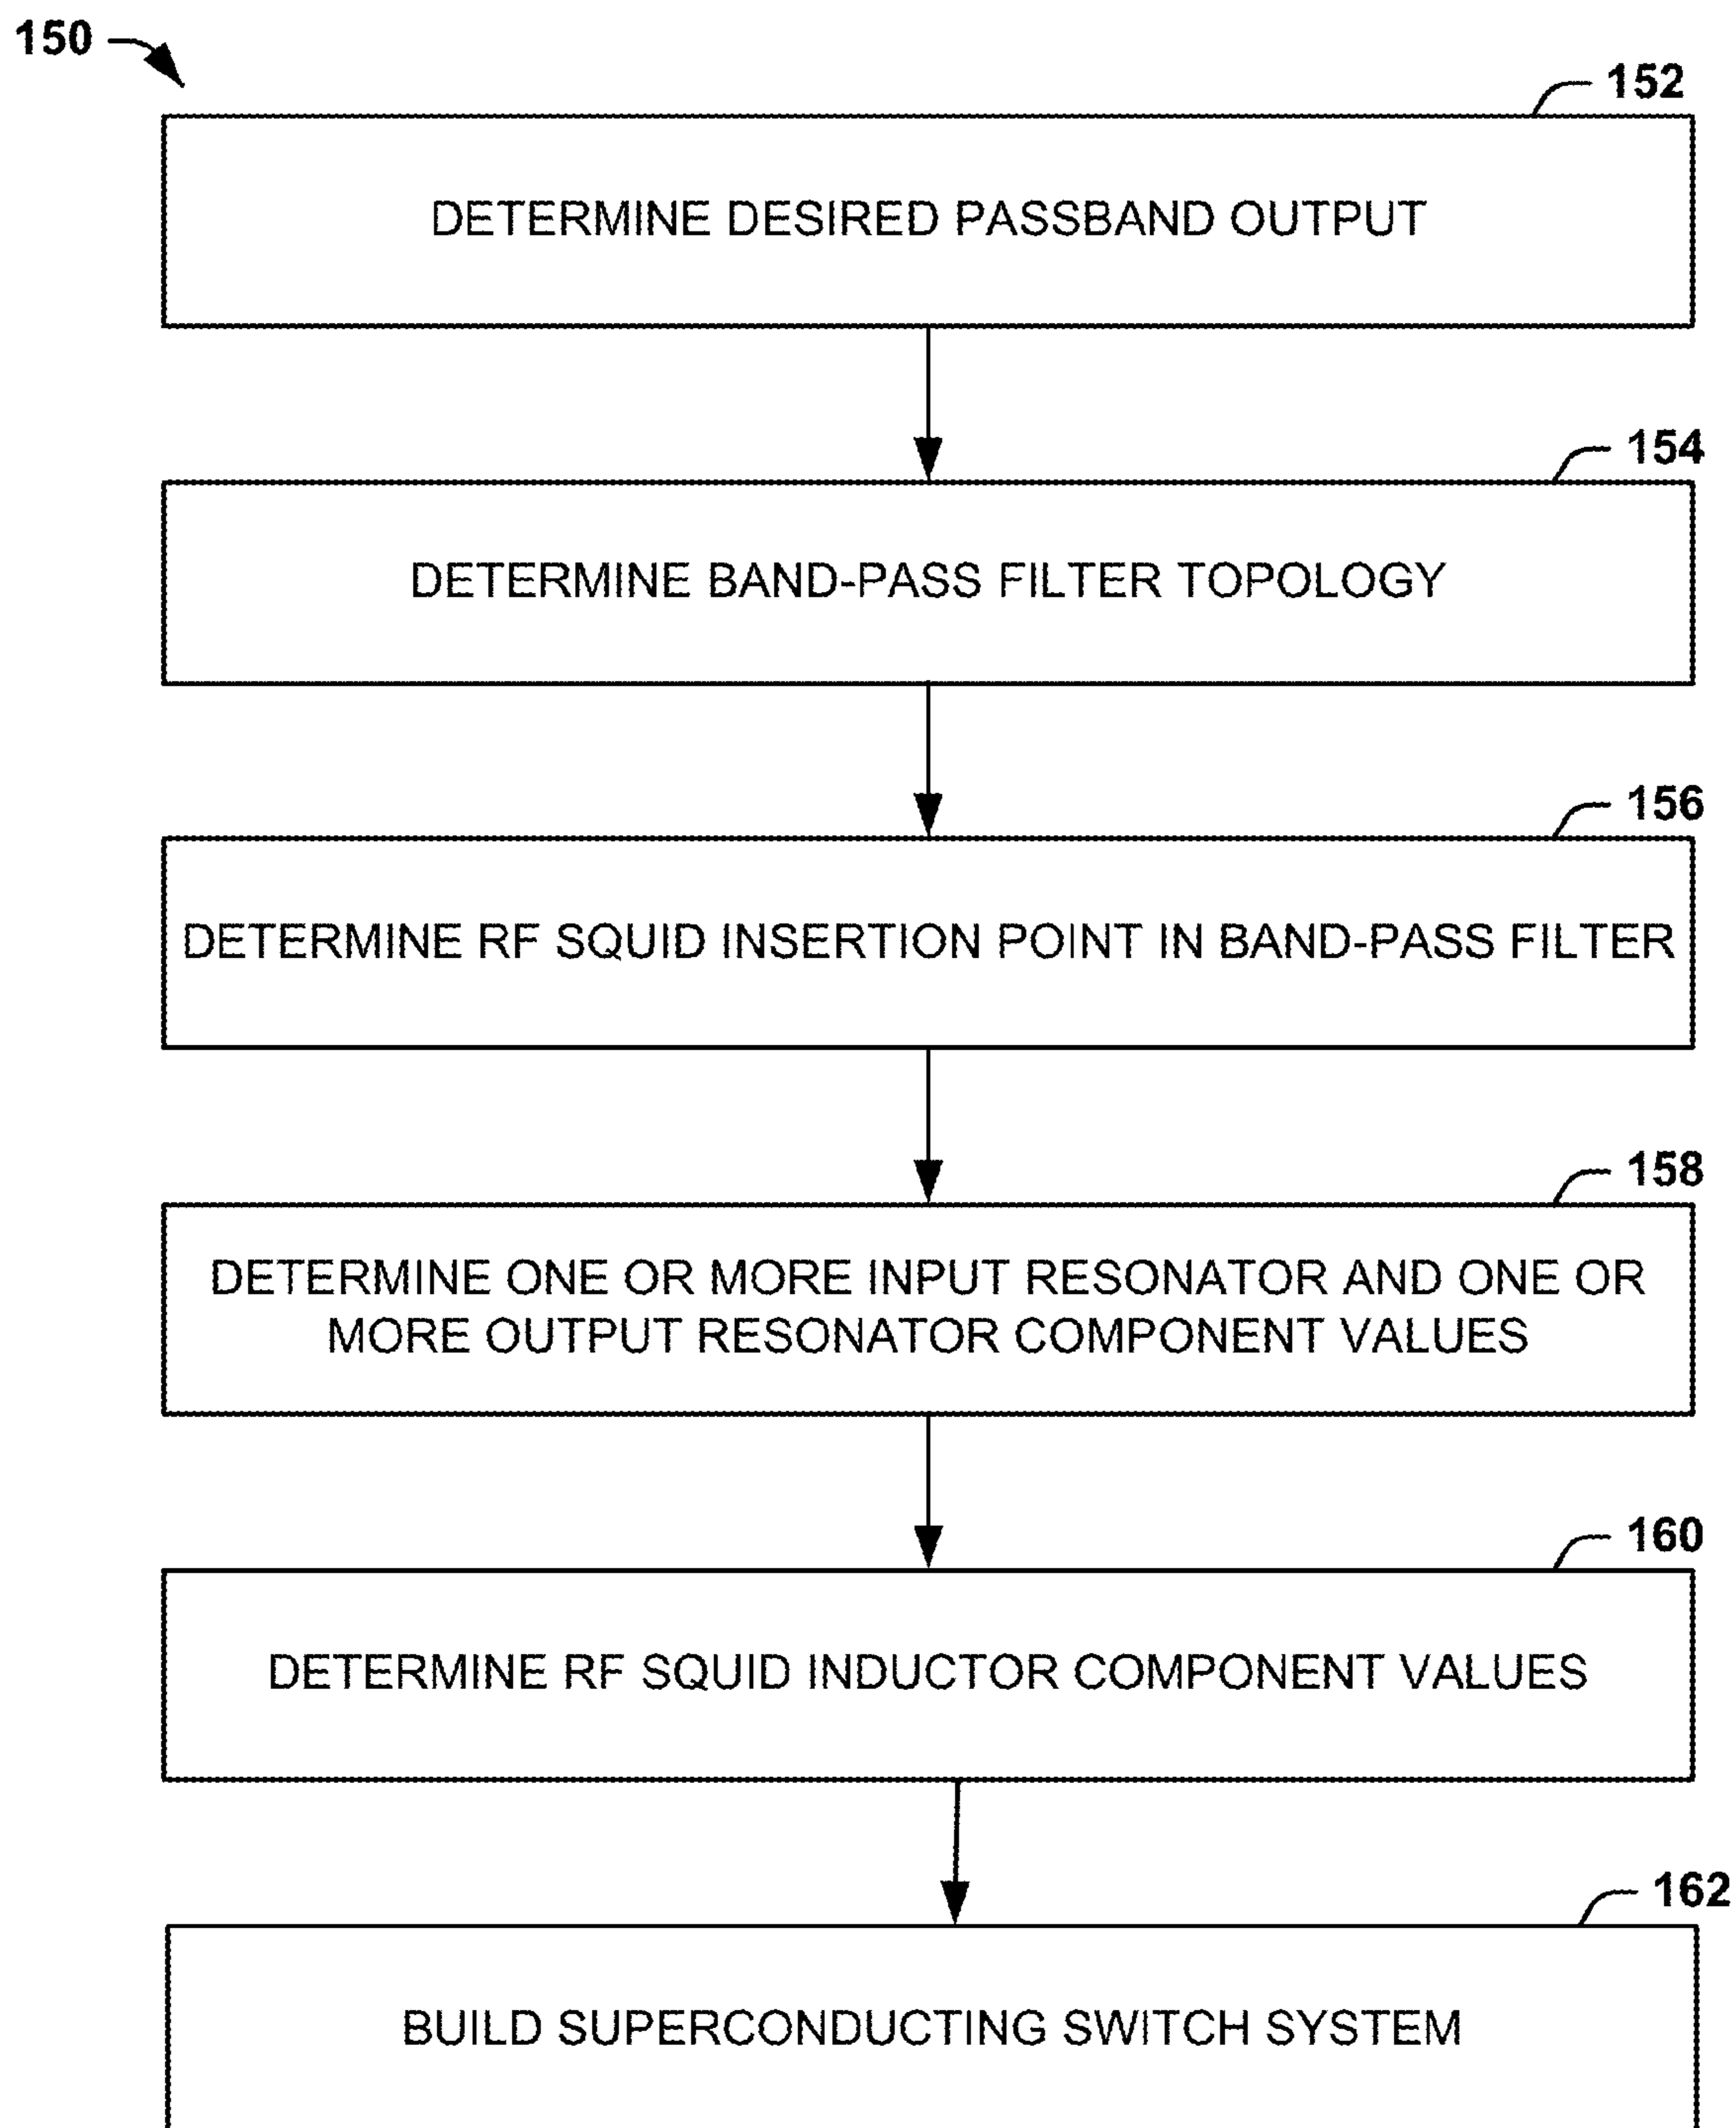 150
152
DETERMINE DESIRED PASSBAND OUTPUT
154
DETERMINE BAND-PASS FILTER TOPOLOGY
156
DETERMINE RF SQUID INSERTION POINT IN BAND-PASS FILTER
158
DETERMINE ONE OR MORE INPUT RESONATOR AND ONE OR
MORE OUTPUT RESONATOR COMPONENT VALUES
160
DETERMINE RF SQUID INDUCTOR COMPONENT VALUES
162
BUILD SUPERCONDUCTING SWITCH SYSTEM